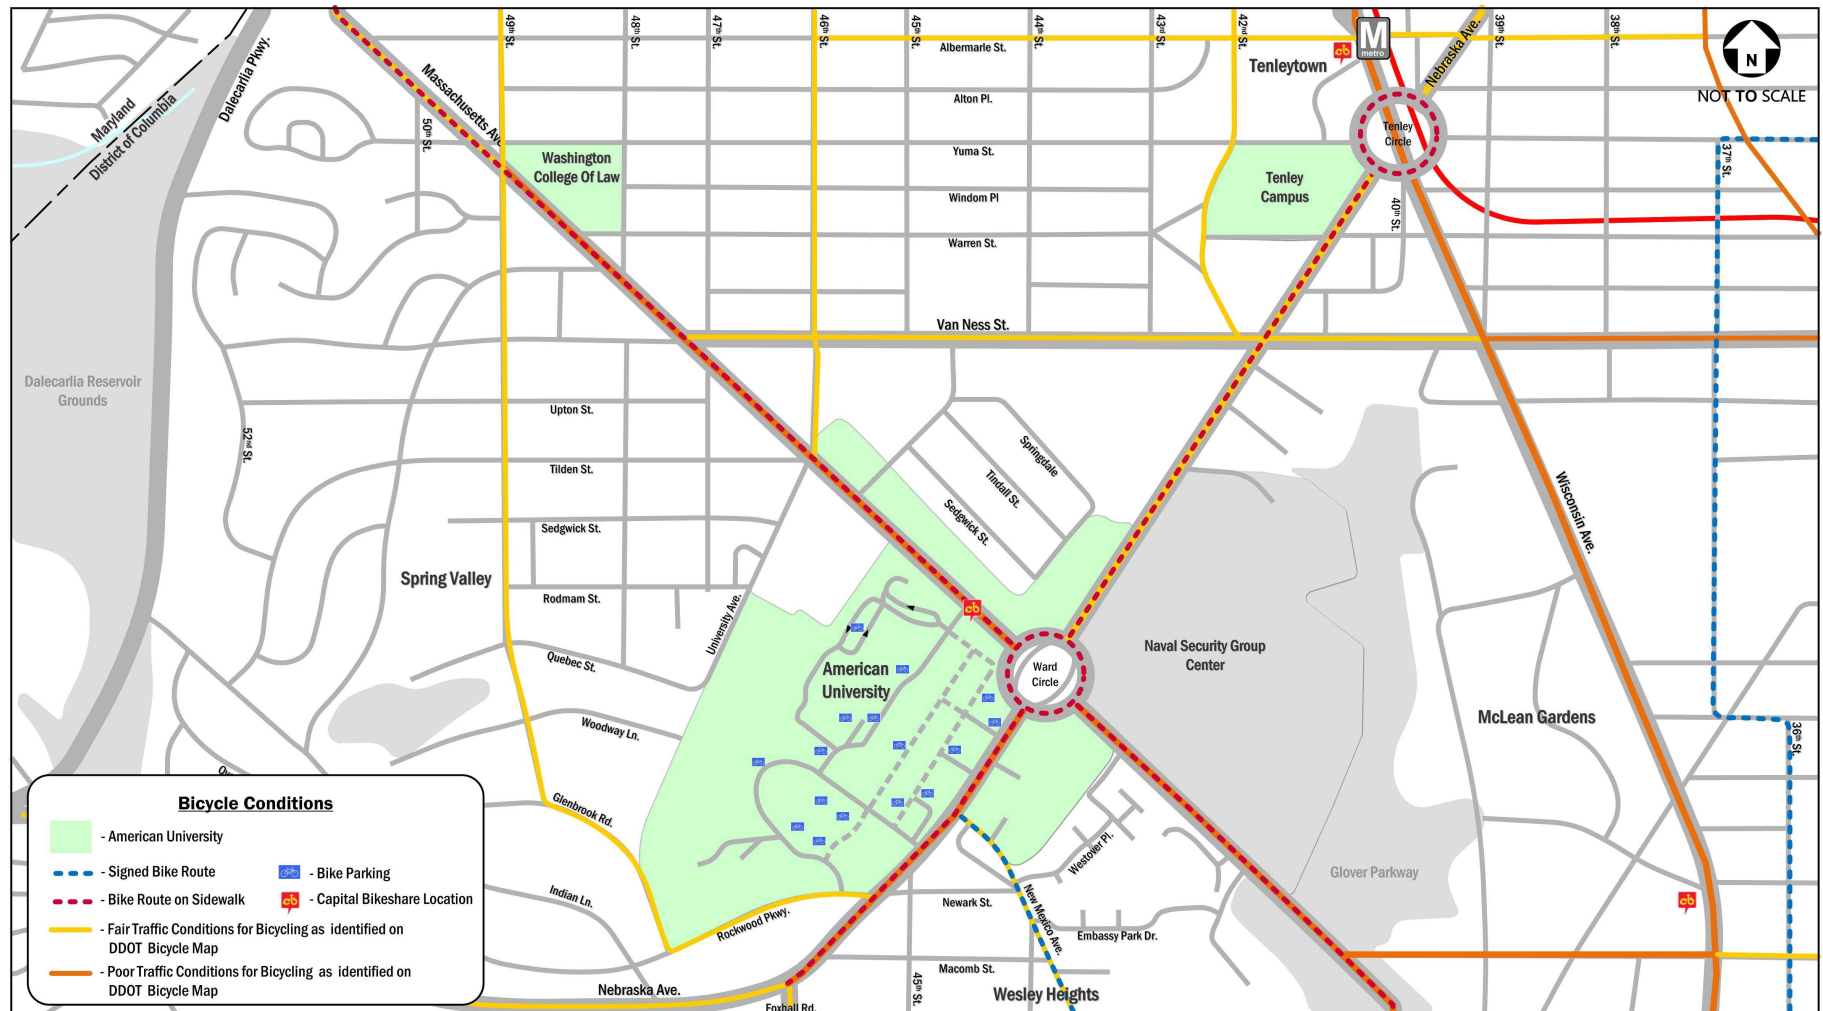 49th St.
48th St.
47th St.
46th St.
45th St.
44th St.
43rd St.
42nd St.
39th St.
38th St.
M
metro
cb
N
NOT TO SCALE
Dalecarlia Pkwy.
Maryland
District of Columbia
Massachusetts Ave
50th St.
Albermarle St.
Tenleytown
Nebraska Ave.
Alton Pl.
Tenley
Circle
Yuma St.
Washington
College Of Law
37th St.
Tenley
Campus
Windom Pl
40th St.
Warren St.
Van Ness St.
Dalecarlia Reservoir
Grounds
Upton St.
52nd St.
Tilden St.
Springdale
Tindall St.
Sedgwick St.
Sedgwick St.
Wisconsin Ave.
Spring Valley
Rodmam St.
University Ave.
cb
Quebec St.
American
University
Ward
Circle
Naval Security Group
Center
McLean Gardens
Woodway Ln.
36th St.
Glenbrook Rd.
Westover Pl.
Glover Parkway
cb
Indian Ln.
Newark St.
New Mexico Ave.
Rockwood Pkwy.
Embassy Park Dr.
Macomb St.
45th St.
Wesley Heights
Nebraska Ave.
Foxhall Rd.
Bicycle Conditions
- American University
- Signed Bike Route
- Bike Parking
- Bike Route on Sidewalk
cb
- Capital Bikeshare Location
- Fair Traffic Conditions for Bicycling as identified on
DDOT Bicycle Map
- Poor Traffic Conditions for Bicycling as identified on
DDOT Bicycle Map